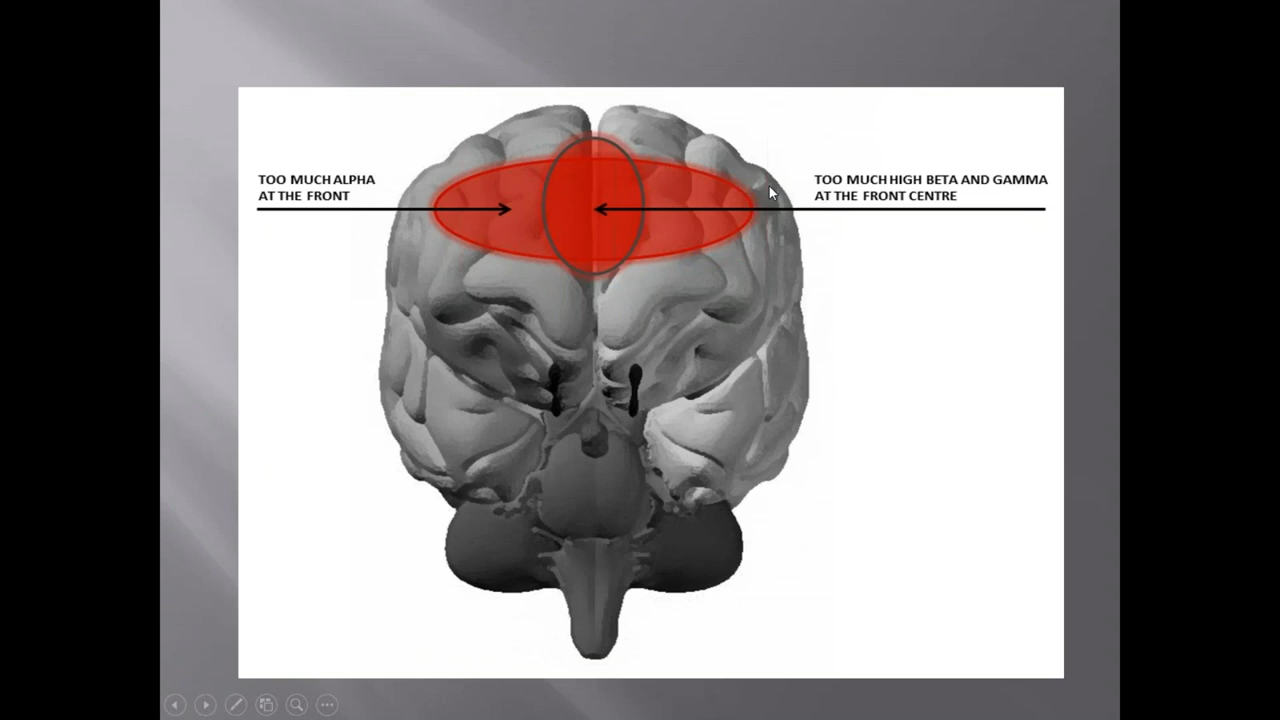 TOO MUCH ALPHA
AT THE FRONT
TOO MUCH HIGH BETA AND GAMMA
AT THE FRONT CENTRE